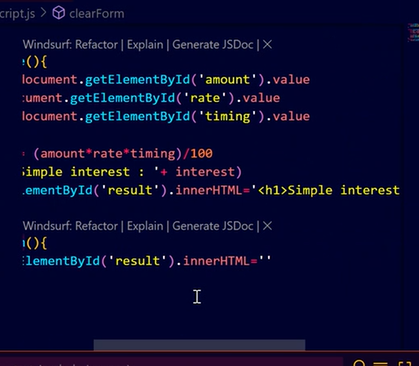 cript.js > clearForm
Windsurf: Refactor | Explain | Generate JSDoc | X
(){
document.getElementById('amount').value
ument.getElementById('rate').value
document.getElementById('timing').value
= (amount*rate*timing)/100
imple interest : '+ interest)
ementById('result').innerHTML='<h1>Simple interest
Windsurf: Refactor | Explain | Generate JSDoc | X
(){
ElementById('result').innerHTML=''